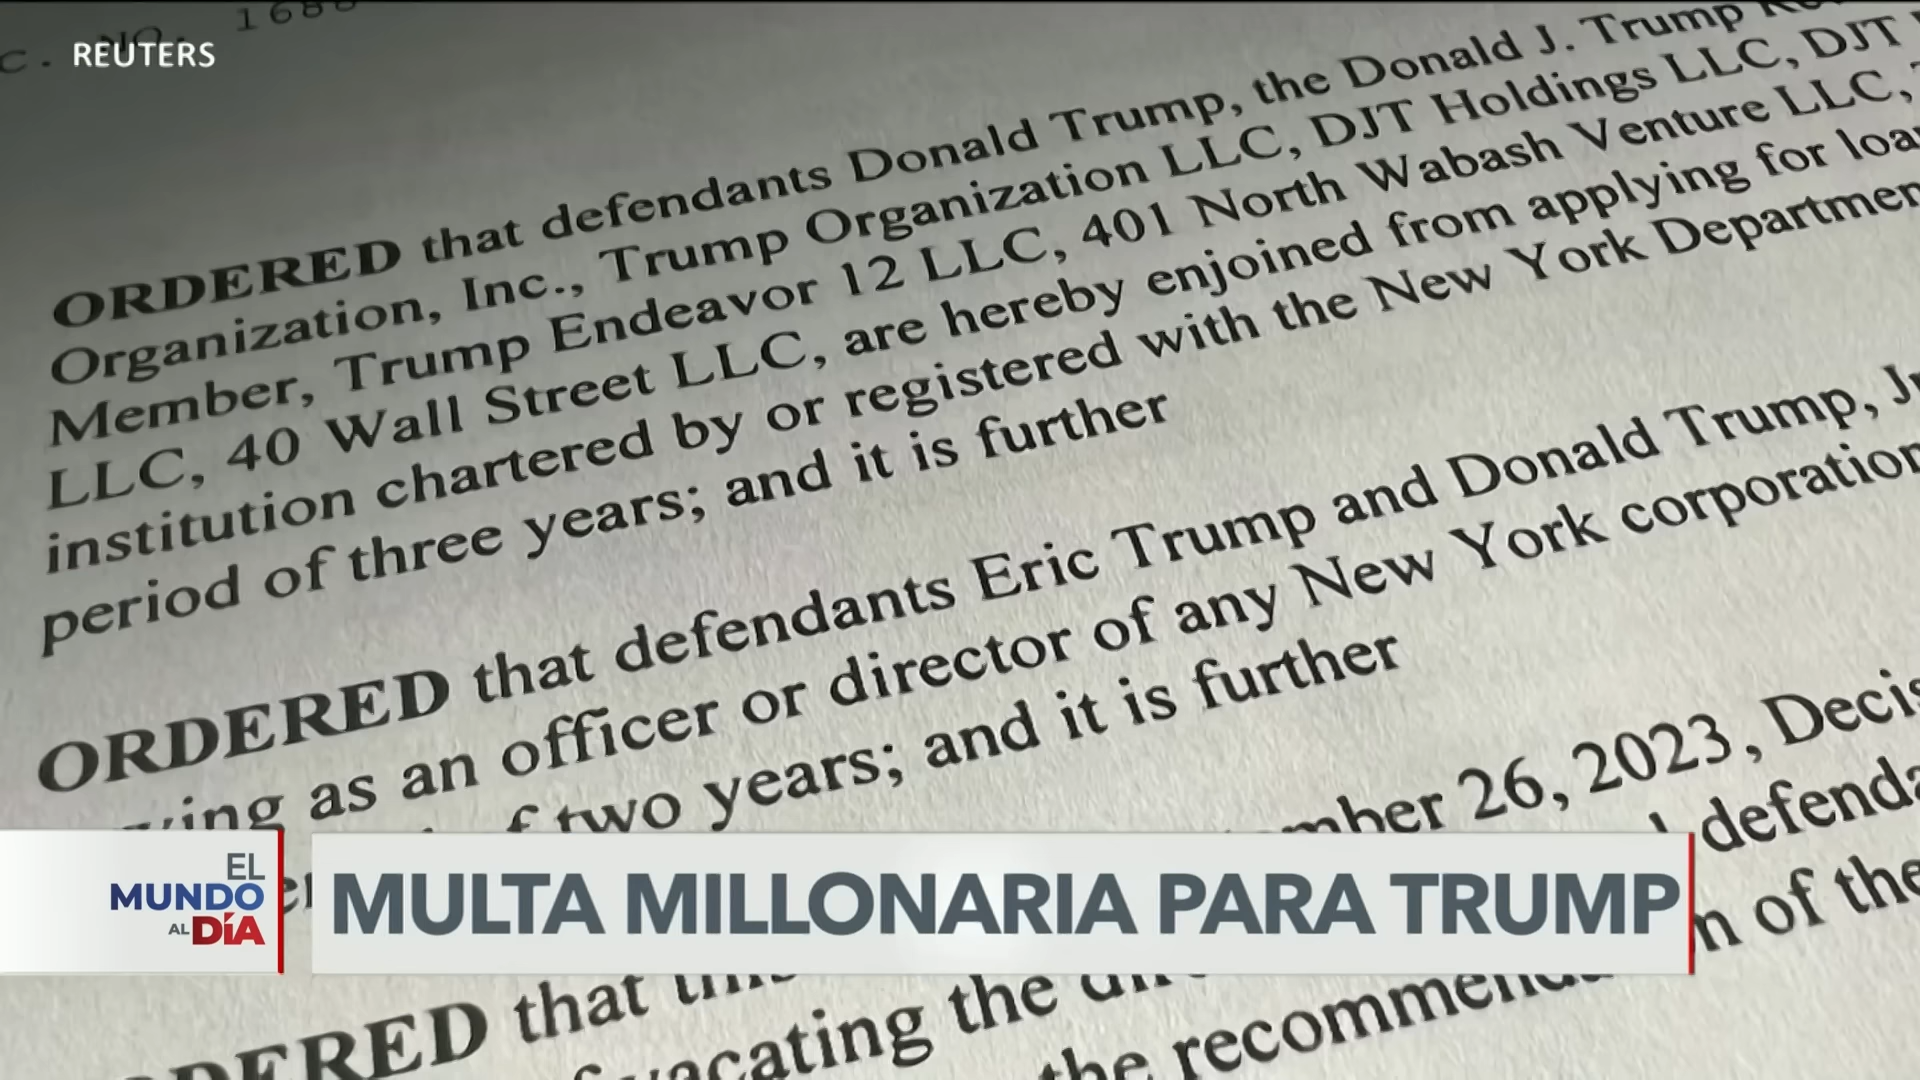 C. NO. 168
REUTERS
ORDERED that defendants Donald Trump, the Donald J. Trump
Organization, Inc., Trump Organization LLC, DJT Holdings LLC, DJT
Member, Trump Endeavor 12 LLC, 401 North Wabash Venture LLC,
LLC, 40 Wall Street LLC, are hereby enjoined from applying for
institution chartered by or registered with the New York
period of three years; and it is further
ORDERED that defendants Eric Trump and Donald Trump, Jr
as an officer or director of any New York corporation
two years; and it is further
26, 2023,
of the
EL
MUNDO
AL DÍA
MULTA MILLONARIA PARA TRUMP
that
the
the